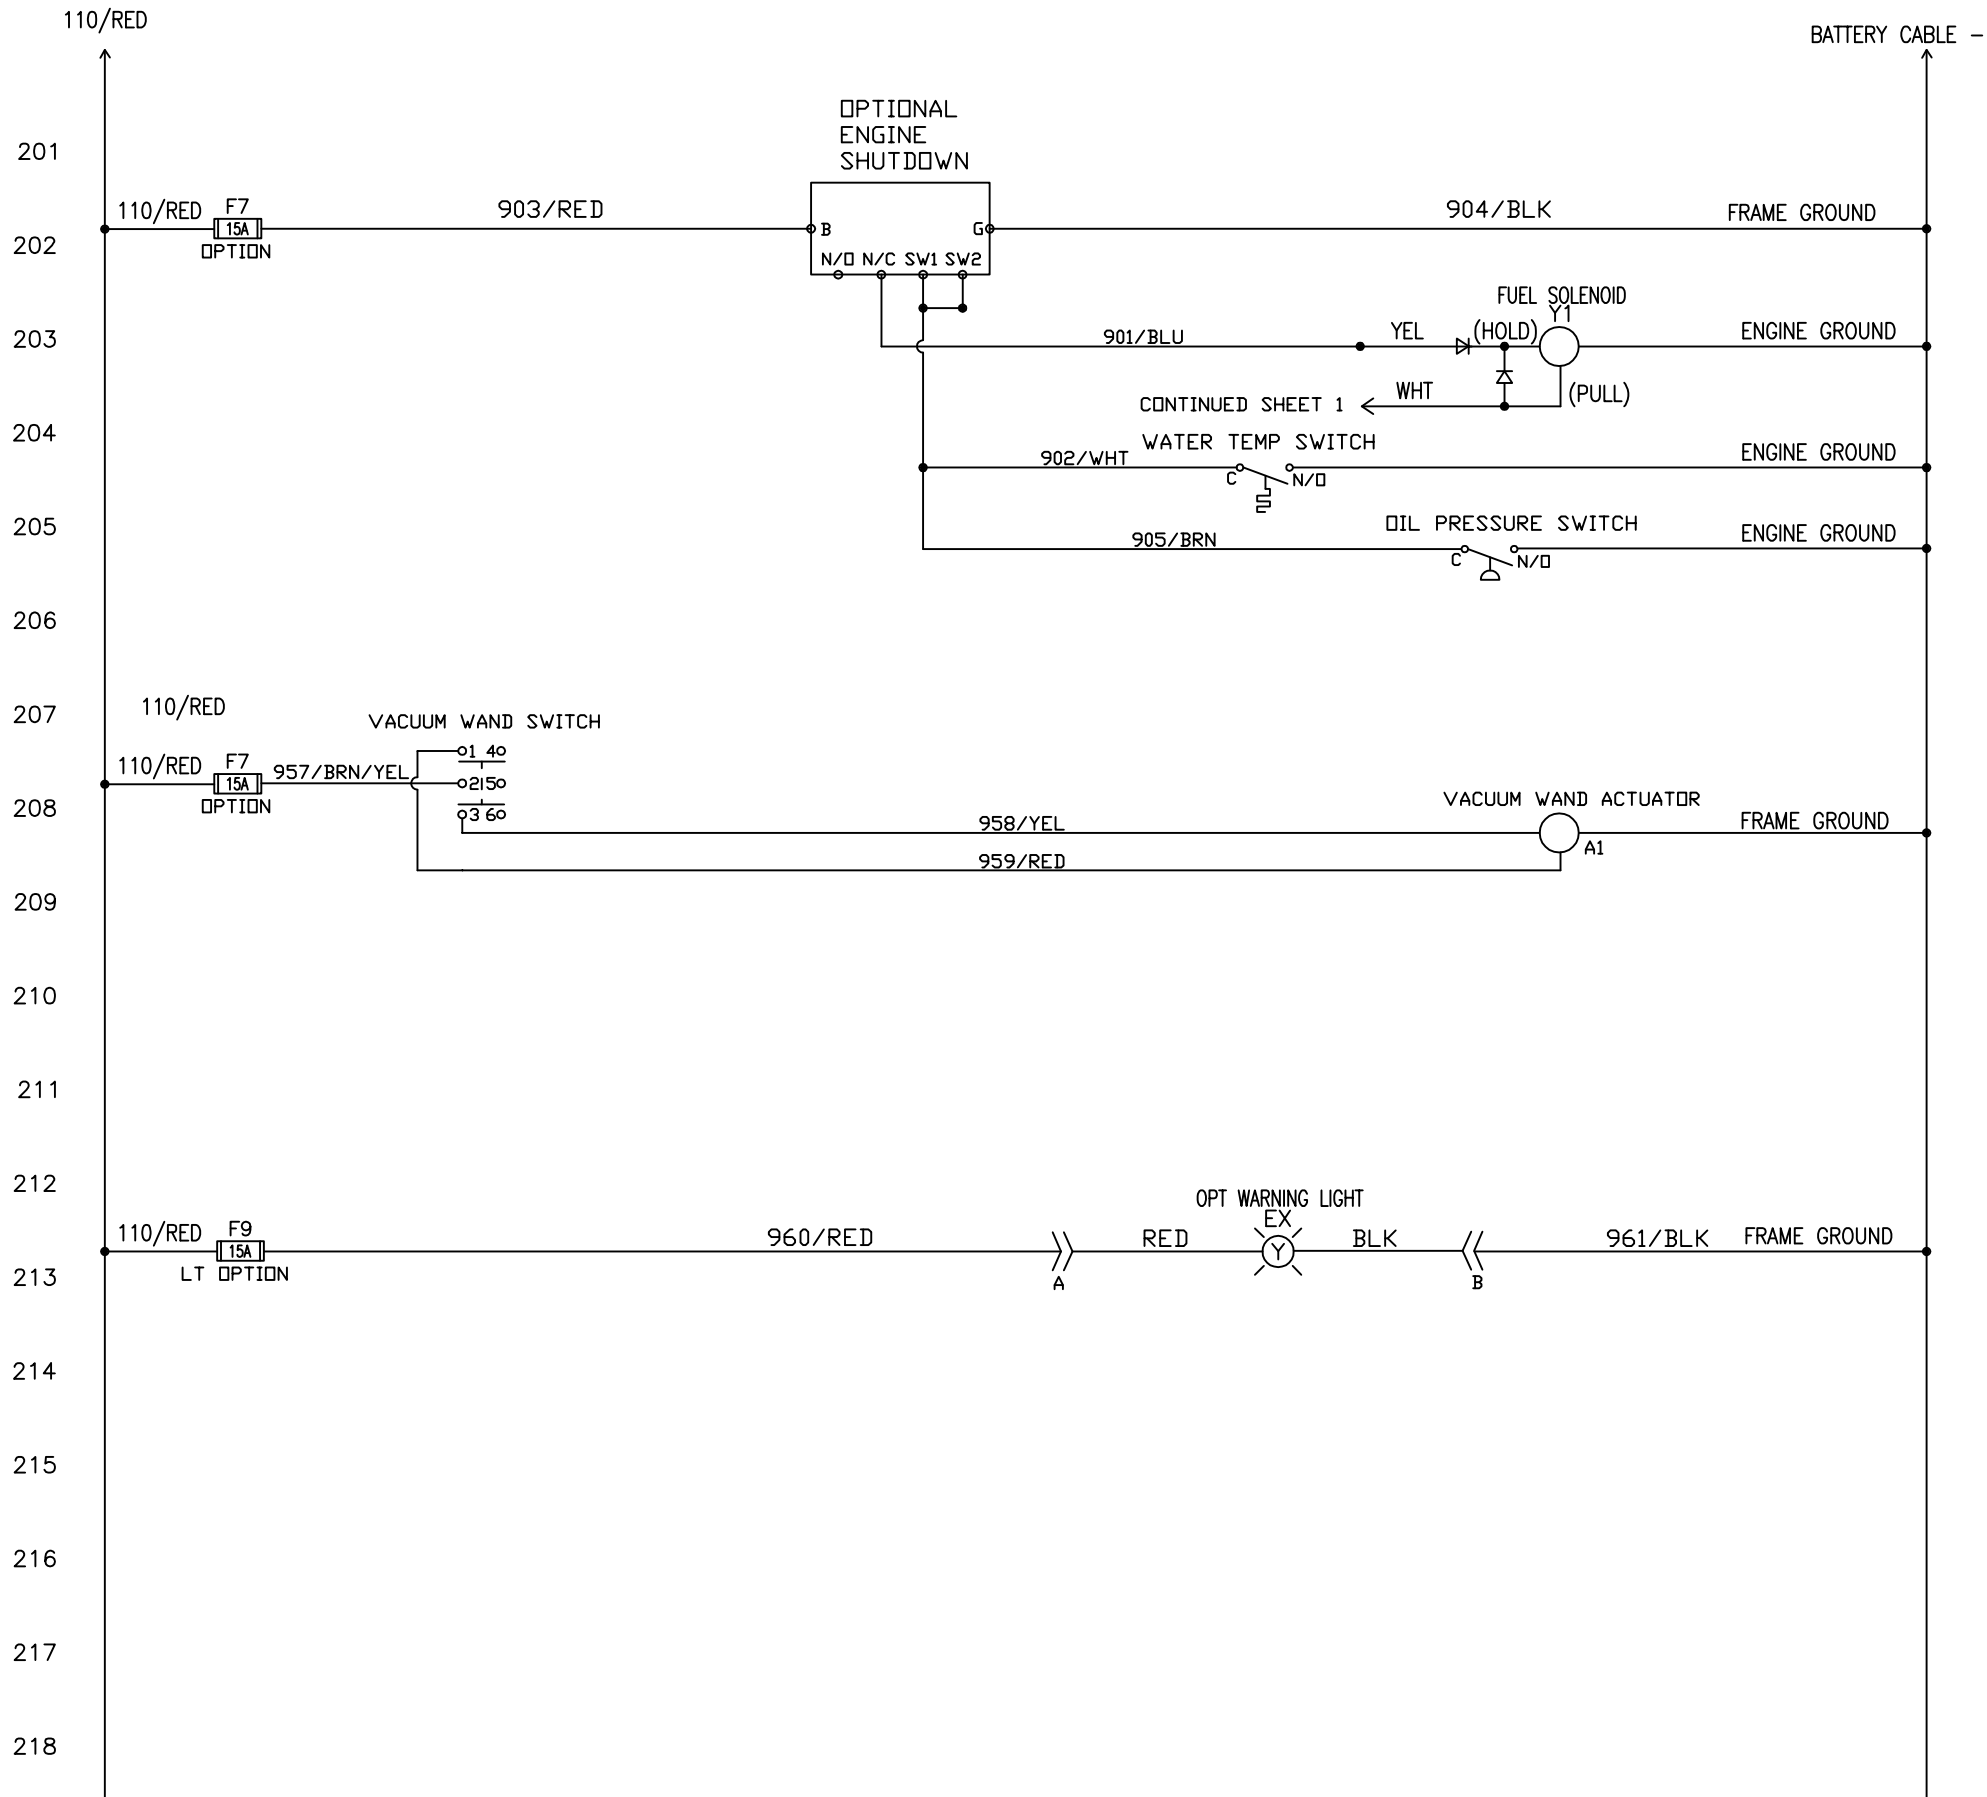 110/RED
BATTERY CABLE -
OPTIONAL
ENGINE
SHUTDOWN
201
110/RED F7 903/RED 904/BLK FRAME GROUND
15A B G
202 OPTION
N/O N/C SW1 SW2
FUEL SOLENOID
Y1
203 901/BLU YEL (HOLD) ENGINE GROUND
CONTINUED SHEET 1 WHT (PULL)
204 WATER TEMP SWITCH
902/WHT ENGINE GROUND
C N/O
205 OIL PRESSURE SWITCH
905/BRN ENGINE GROUND
C N/O
206
110/RED
207 VACUUM WAND SWITCH
1 4
110/RED F7 957/BRN/YEL
15A 2 5
208 OPTION VACUUM WAND ACTUATOR
3 6
958/YEL FRAME GROUND
A1
959/RED
209
210
211
212
OPT WARNING LIGHT
EX
110/RED F9 960/RED RED BLK 961/BLK FRAME GROUND
15A Y
213 LT OPTION A B
214
215
216
217
218